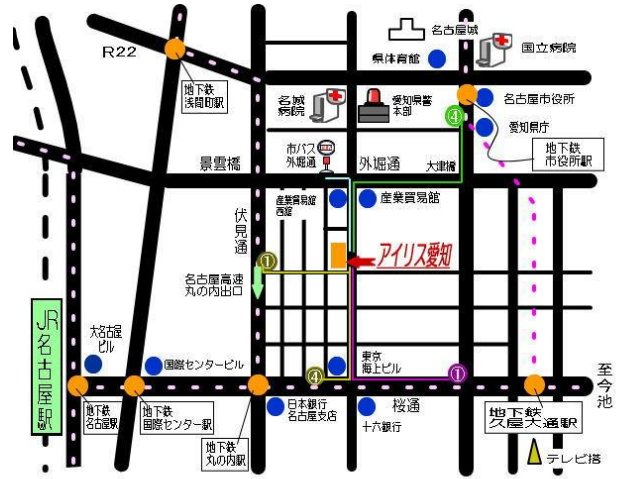 名古屋城
国立病院
R22
県体育館
地下鉄
浅間町駅
名城
病院
愛知県警
本部
名古屋市役所
④
愛知県庁
市バス
外堀通
地下鉄
市役所駅
景雲橋
外堀通
大津橋
産業貿易館
西館
産業貿易館
伏見通
アイリス愛知
①
名古屋高速
丸の内出口
JR名古屋駅
大名古屋
ビル
国際センタービル
東京
海上ビル
④
①
至今池
地下鉄
名古屋駅
地下鉄
国際センター駅
地下鉄
丸の内駅
日本銀行
名古屋支店
桜通
十六銀行
地下鉄
久屋大通駅
テレビ搭